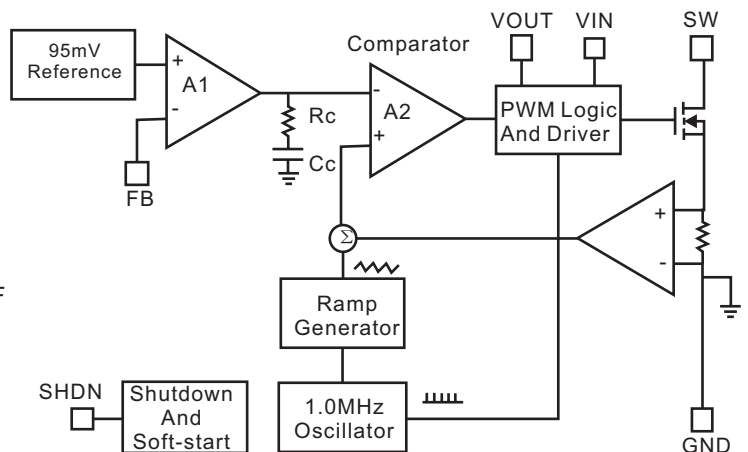 VOUT
VIN
SW
95mV
Reference
+
-
A1
Comparator
-
A2
+
PWM Logic
And Driver
Rc
Cc
FB
Σ
+
-
F
Ramp
Generator
SHDN
Shutdown
And
Soft-start
1.0MHz
Oscillator
GND